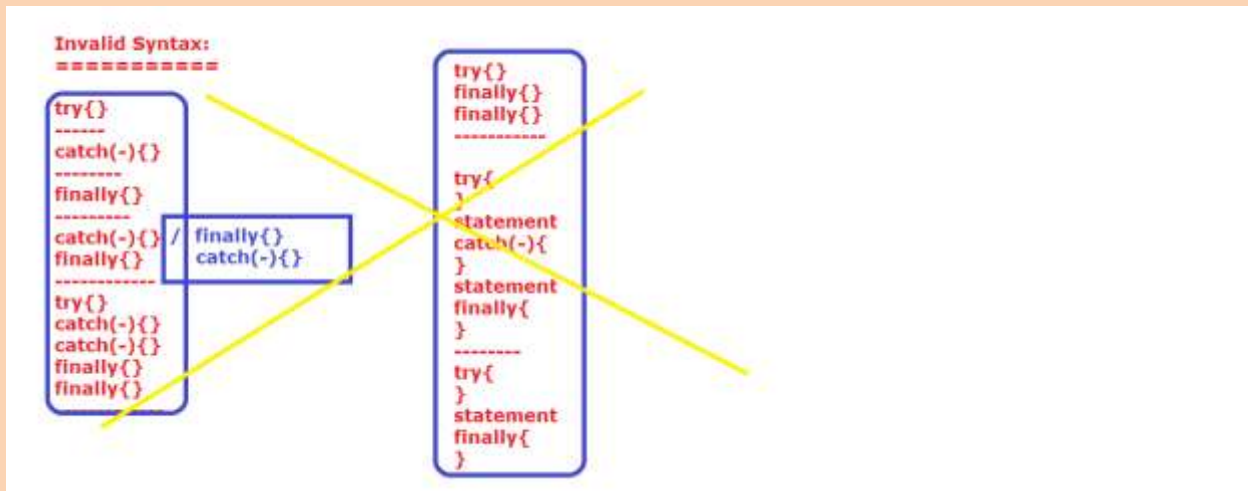 Invalid Syntax:
===========
try{}
------
catch(-){}
--------
finally{}
---------
catch(-){} / finally{}
finally{} catch(-){}
------------
try{}
catch(-){}
catch(-){}
finally{}
finally{}
-------------
try{}
finally{}
finally{}
-----------
try{
}
statement
catch(-){
}
statement
finally{
}
--------
try{
}
statement
finally{
}